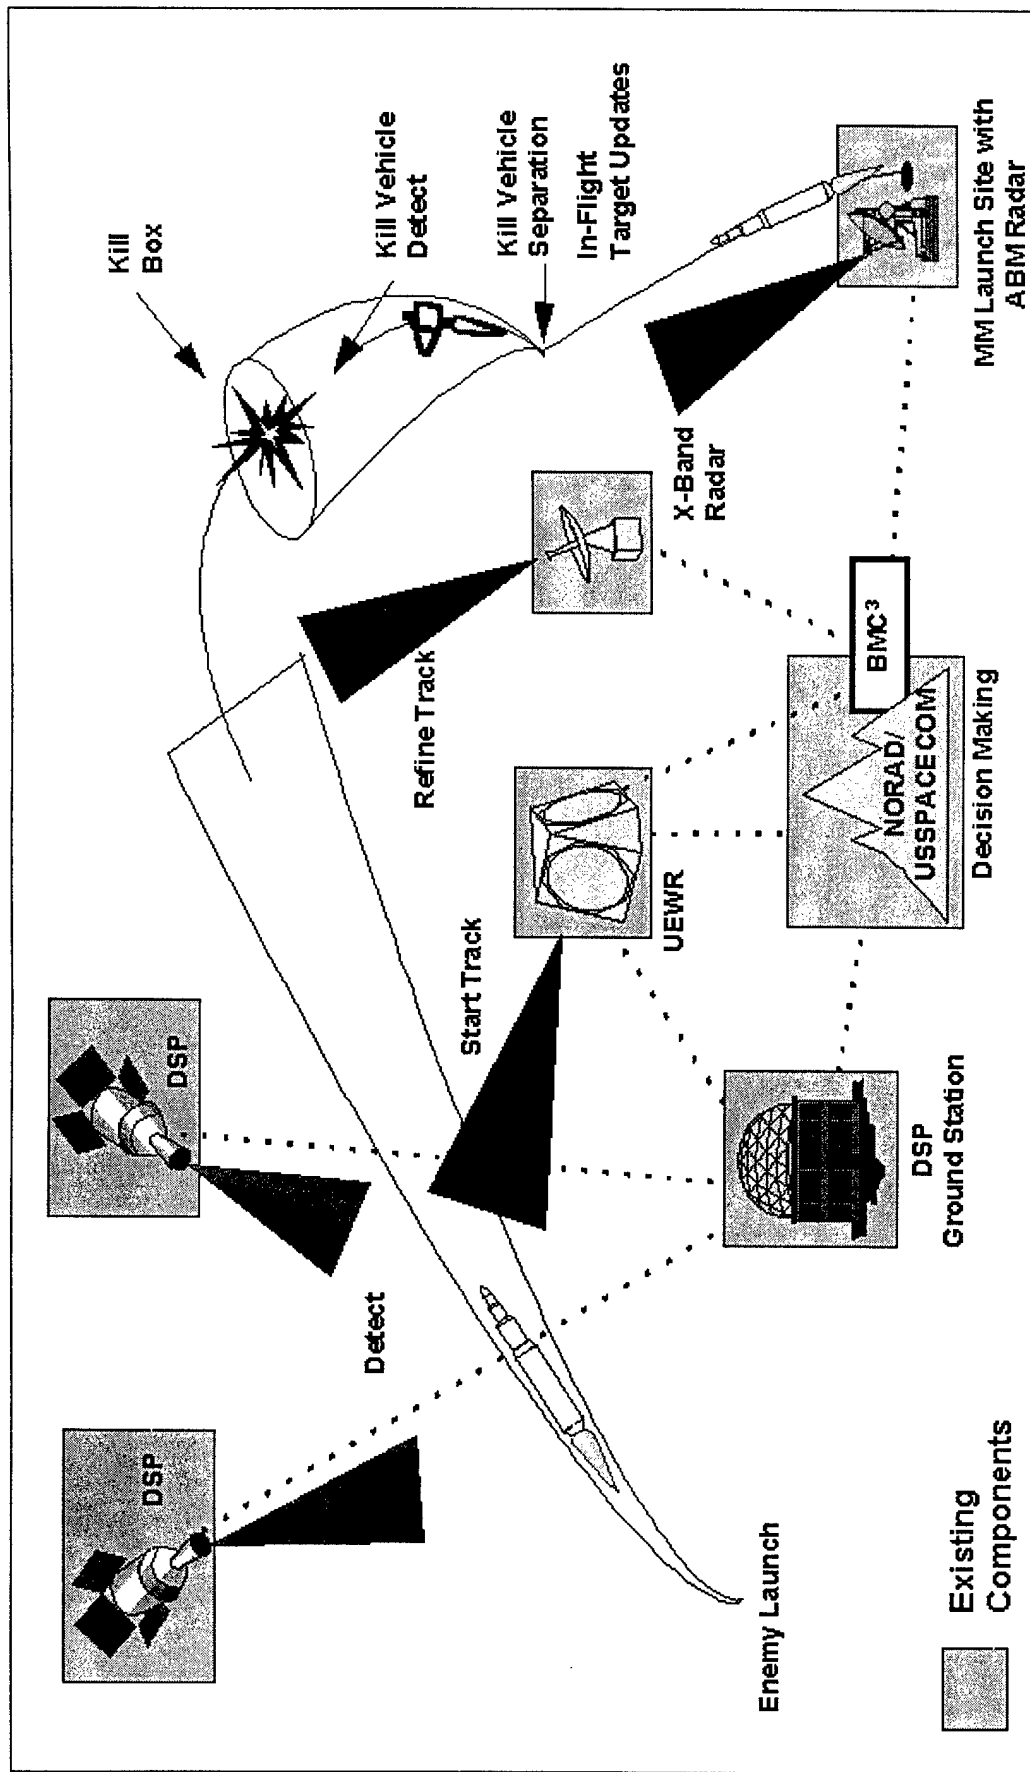 DSP
DSP
Detect
Start Track
Refine Track
Kill
Box
Kill Vehicle
Detect
Kill Vehicle
Separation
In-Flight
Target Updates
Enemy Launch
DSP
Ground Station
UEWR
X-Band
Radar
NORAD/
USSPACECOM
BMC³
Decision Making
MM Launch Site with
ABM Radar
Existing
Components